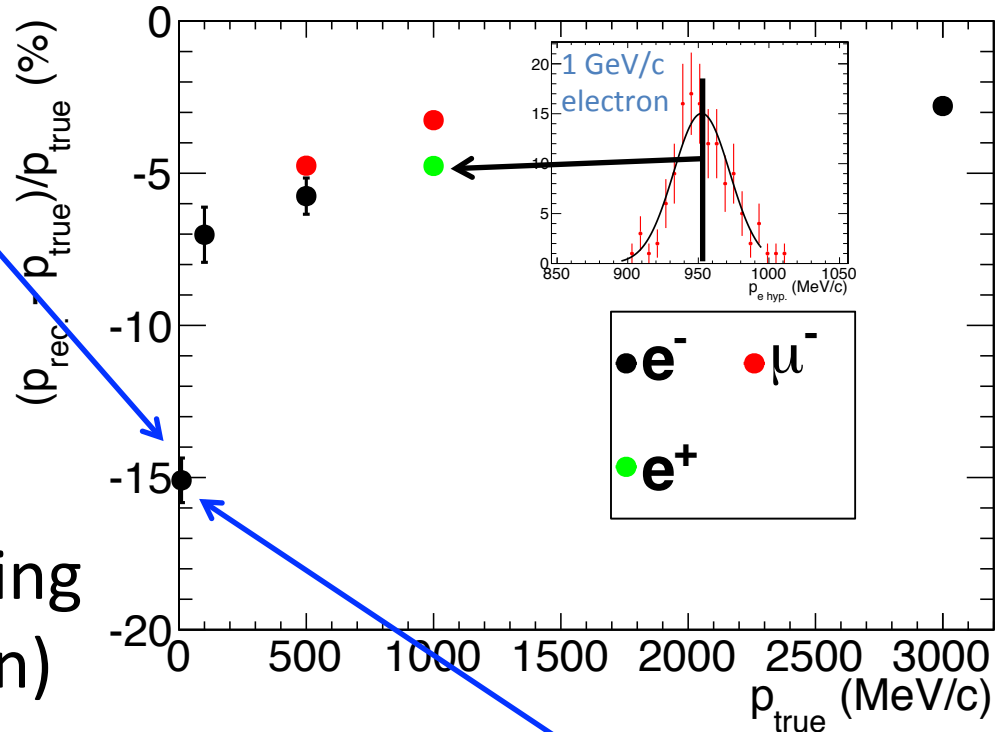 (p_rec. - p_true)/p_true (%)
0
-5
-10
-15
-20
0 500 1000 1500 2000 2500 3000
p_true (MeV/c)
1 GeV/c
electron
20
15
10
5
0
850 900 950 1000 1050
p_e hyp. (MeV/c)
e^- μ^-
e^+
ing
n)